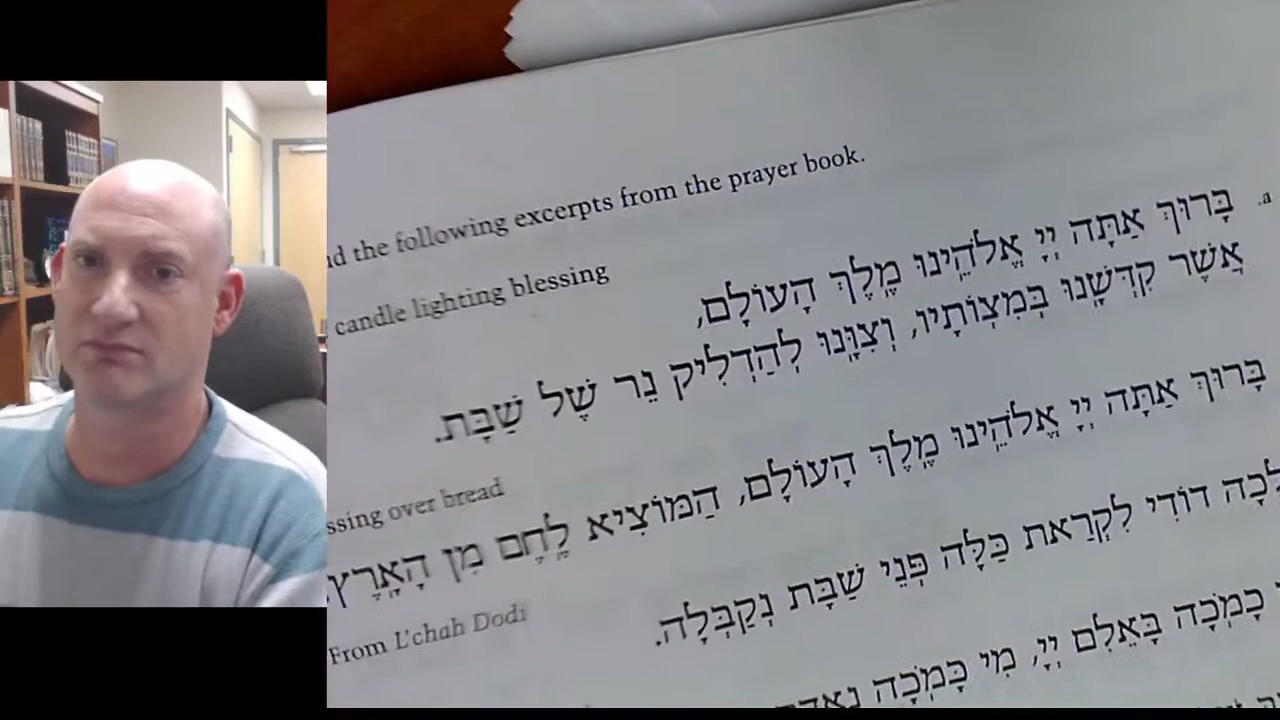 the following excerpts from the prayer book.
candle lighting blessing
a.
בָּרוּךְ אַתָּה יְיָ אֱלֹהֵֽינוּ מֶֽלֶךְ הָעוֹלָם,
אֲשֶׁר קִדְּשָֽׁנוּ בְּמִצְוֹתָיו, וְצִוָּֽנוּ לְהַדְלִיק נֵר שֶׁל שַׁבָּת.
over bread
בָּרוּךְ אַתָּה יְיָ אֱלֹהֵֽינוּ מֶֽלֶךְ הָעוֹלָם, הַמּוֹצִיא לֶֽחֶם מִן הָאָֽרֶץ.
From L'chah Dodi
לְכָה דוֹדִי לִקְרַאת כַּלָּה פְּנֵי שַׁבָּת נְקַבְּלָה.
כָמֹֽכָה בָּאֵלִם יְיָ, מִי כָּמֹֽכָה